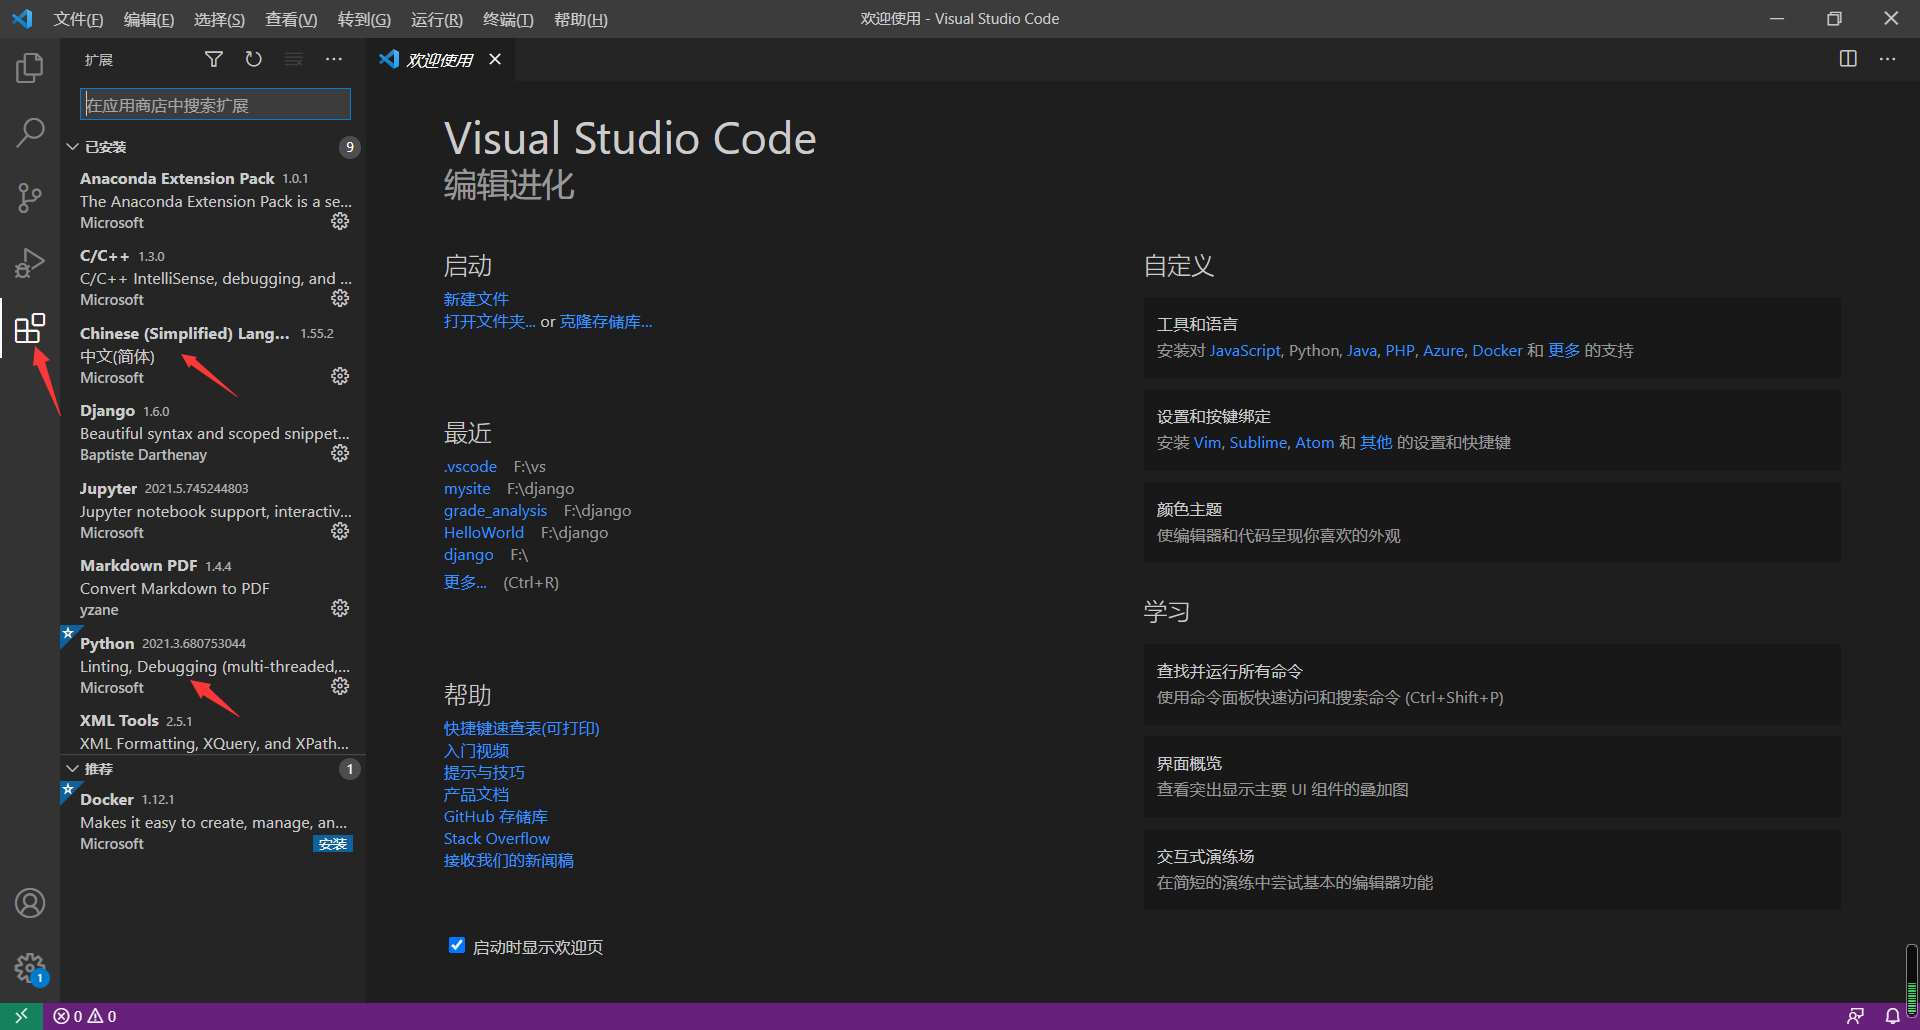 文件(F) 编辑(E) 选择(S) 查看(V) 转到(G) 运行(R) 终端(T) 帮助(H) 欢迎使用 - Visual Studio Code
扩展
欢迎使用
在应用商店中搜索扩展
已安装 9
Anaconda Extension Pack 1.0.1
The Anaconda Extension Pack is a se...
Microsoft
C/C++ 1.3.0
C/C++ IntelliSense, debugging, and ...
Microsoft
Chinese (Simplified) Lang... 1.55.2
中文(简体)
Microsoft
Django 1.6.0
Beautiful syntax and scoped snippet...
Baptiste Darthenay
Jupyter 2021.5.745244803
Jupyter notebook support, interactiv...
Microsoft
Markdown PDF 1.4.4
Convert Markdown to PDF
yzane
Python 2021.3.680753044
Linting, Debugging (multi-threaded,...
Microsoft
XML Tools 2.5.1
XML Formatting, XQuery, and XPath...
推荐 1
Docker 1.12.1
Makes it easy to create, manage, an...
Microsoft 安装
Visual Studio Code
编辑进化
启动
新建文件
打开文件夹... or 克隆存储库...
最近
.vscode F:\vs
mysite F:\django
grade_analysis F:\django
HelloWorld F:\django
django F:\
更多... (Ctrl+R)
帮助
快捷键速查表(可打印)
入门视频
提示与技巧
产品文档
GitHub 存储库
Stack Overflow
接收我们的新闻稿
启动时显示欢迎页
自定义
工具和语言
安装对 JavaScript, Python, Java, PHP, Azure, Docker 和 更多 的支持
设置和按键绑定
安装 Vim, Sublime, Atom 和 其他 的设置和快捷键
颜色主题
使编辑器和代码呈现你喜欢的外观
学习
查找并运行所有命令
使用命令面板快速访问和搜索命令 (Ctrl+Shift+P)
界面概览
查看突出显示主要 UI 组件的叠加图
交互式演练场
在简短的演练中尝试基本的编辑器功能
1
0 0